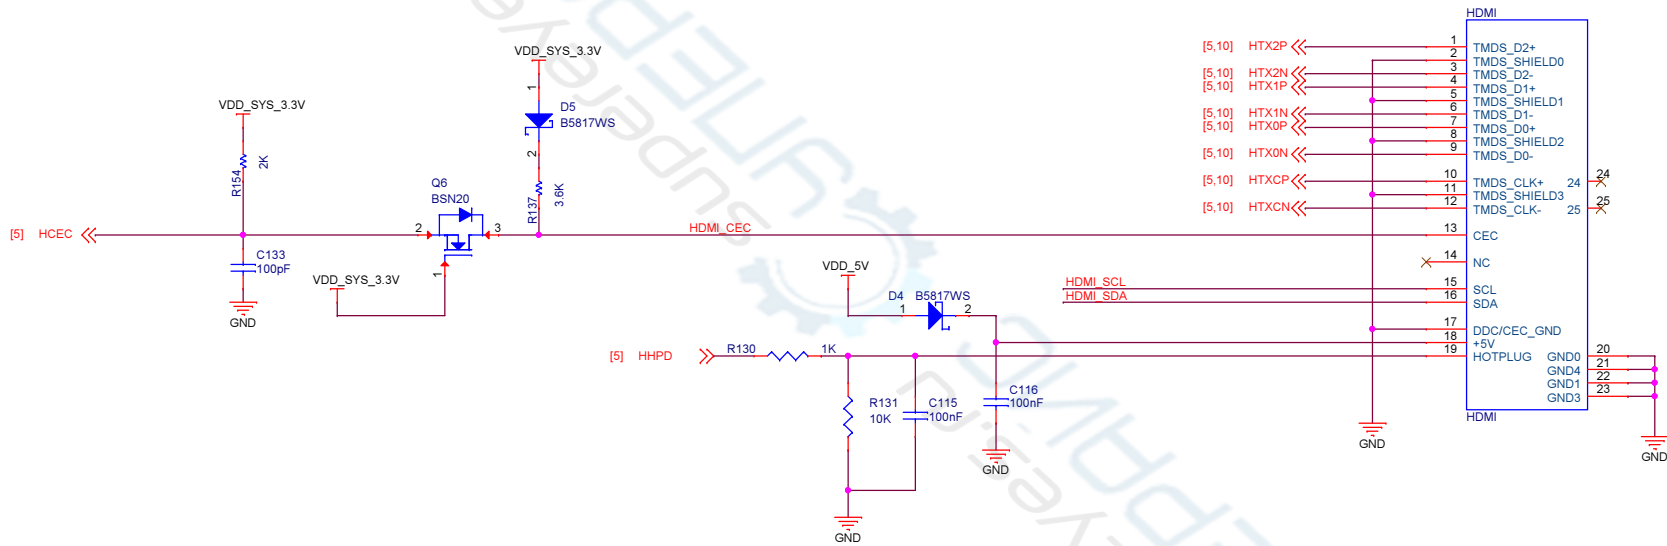 HDMI
[5,10] HTX2P
1 TMDS_D2+
2 TMDS_SHIELD0
[5,10] HTX2N
3 TMDS_D2-
[5,10] HTX1P
4 TMDS_D1+
5 TMDS_SHIELD1
[5,10] HTX1N
6 TMDS_D1-
[5,10] HTX0P
7 TMDS_D0+
8 TMDS_SHIELD2
[5,10] HTX0N
9 TMDS_D0-
[5,10] HTXCP
10 TMDS_CLK+
24 24
11 TMDS_SHIELD3
[5,10] HTXCN
12 TMDS_CLK-
25 25
13 CEC
14 NC
15 SCL
16 SDA
17 DDC/CEC_GND
18 +5V
19 HOTPLUG
GND0 20
GND4 21
GND1 22
GND3 23
HDMI
GND
GND
VDD_SYS_3.3V
1
D5
B5817WS
2
R137
3.6K
VDD_SYS_3.3V
R154
2K
Q6
BSN20
[5] HCEC
2
3
1
HDMI_CEC
C133
100pF
GND
VDD_SYS_3.3V
VDD_5V
HDMI_SCL
HDMI_SDA
D4
B5817WS
1
2
[5] HHPD
R130
1K
R131
10K
C115
100nF
C116
100nF
GND
GND